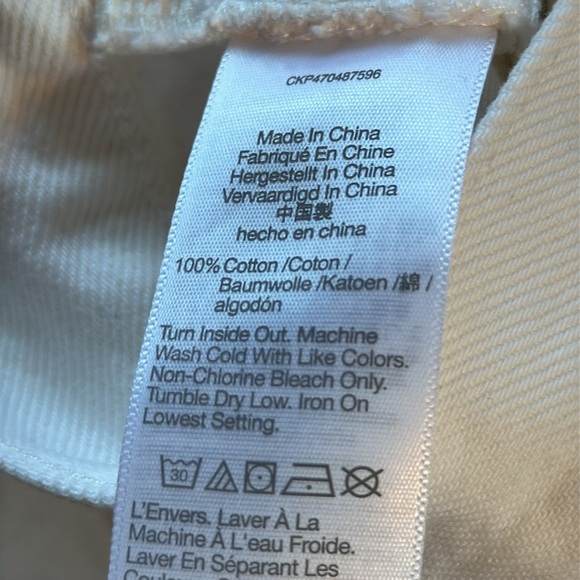 CKP470487596
Made In China
Fabriqué En Chine
Hergestellt In China
Vervaardigd In China
中国製
hecho en china
100% Cotton /Coton /
Baumwolle /Katoen /綿 /
algodón
Turn Inside Out. Machine
Wash Cold With Like Colors.
Non-Chlorine Bleach Only.
Tumble Dry Low. Iron On
Lowest Setting.
30
L'Envers. Laver À La
Machine À L'eau Froide.
Laver En Séparant Les